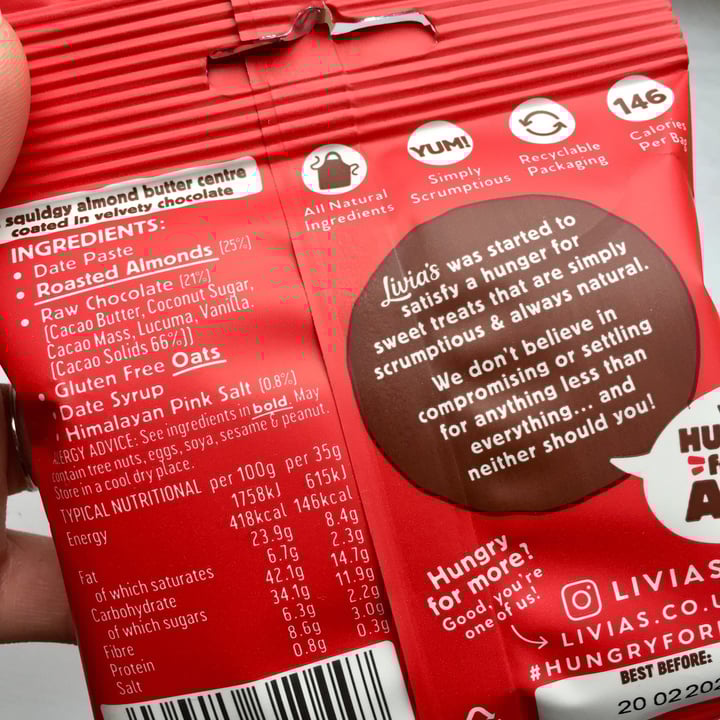 squidgy almond butter centre
coated in velvety chocolate
INGREDIENTS:
• Date Paste
• Roasted Almonds (25%)
• Raw Chocolate (21%)
(Cacao Butter, Coconut Sugar,
Cacao Mass, Lucuma, Vanilla.
(Cacao Solids 66%))
• Gluten Free Oats
• Date Syrup
• Himalayan Pink Salt (0.8%)
ALLERGY ADVICE: See ingredients in bold. May
contain tree nuts, eggs, soya, sesame & peanut.
Store in a cool dry place.
TYPICAL NUTRITIONAL per 100g per 35g
Energy 1758kJ 615kJ
418kcal 146kcal
Fat 23.9g 8.4g
of which saturates 6.7g 2.3g
Carbohydrate 42.1g 14.7g
of which sugars 34.1g 11.9g
Fibre 6.3g 2.2g
Protein 8.6g 3.0g
Salt 0.8g 0.3g
All Natural
Ingredients
YUM!
Simply
Scrumptious
Recyclable
Packaging
146
Calories
Per Bag
Livia's was started to
satisfy a hunger for
sweet treats that are simply
scrumptious & always natural.
We don't believe in
compromising or settling
for anything less than
everything... and
neither should you!
Hungry
for more?
Good, you're
one of us!
LIVIAS
LIVIAS.CO.U
#HUNGRYFOR
BEST BEFORE:
20 02 202